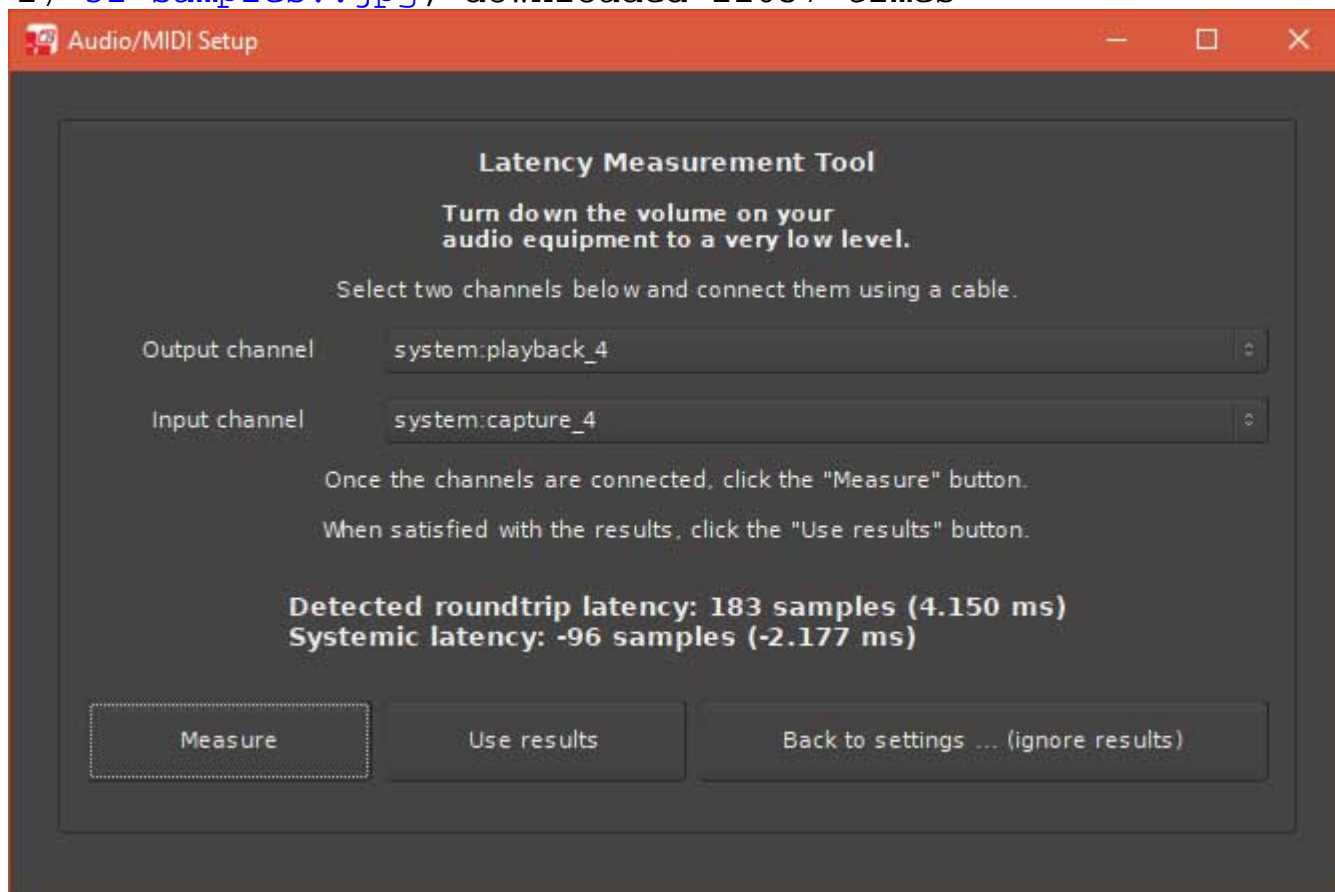 Audio/MIDI Setup
Latency Measurement Tool
Turn down the volume on your
audio equipment to a very low level.
Select two channels below and connect them using a cable.
Output channel system:playback_4
Input channel system:capture_4
Once the channels are connected, click the "Measure" button.
When satisfied with the results, click the "Use results" button.
Detected roundtrip latency: 183 samples (4.150 ms)
Systemic latency: -96 samples (-2.177 ms)
Measure Use results Back to settings ... (ignore results)